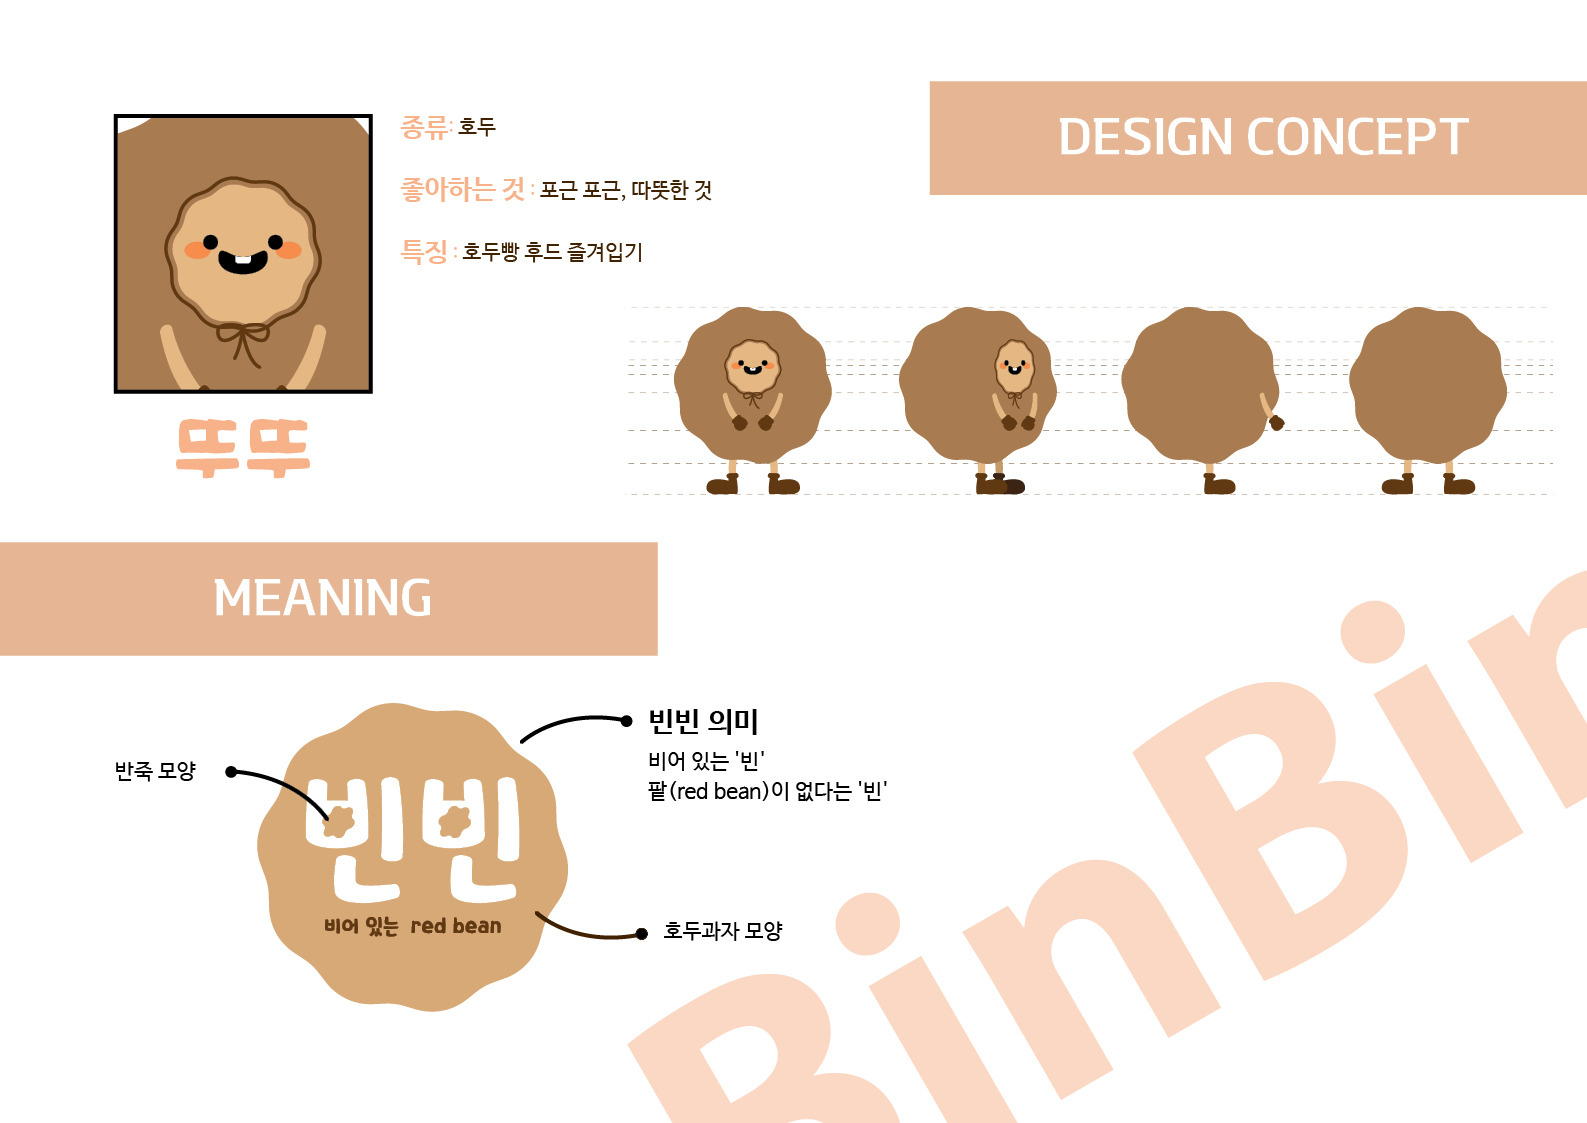 종류: 호두
좋아하는 것 : 포근 포근, 따뜻한 것
특징 : 호두빵 후드 즐겨입기
뚜뚜
DESIGN CONCEPT
MEANING
반죽 모양
빈빈
비어 있는 red bean
빈빈 의미
비어 있는 '빈'
팥(red bean)이 없다는 '빈'
호두과자 모양
BinBin